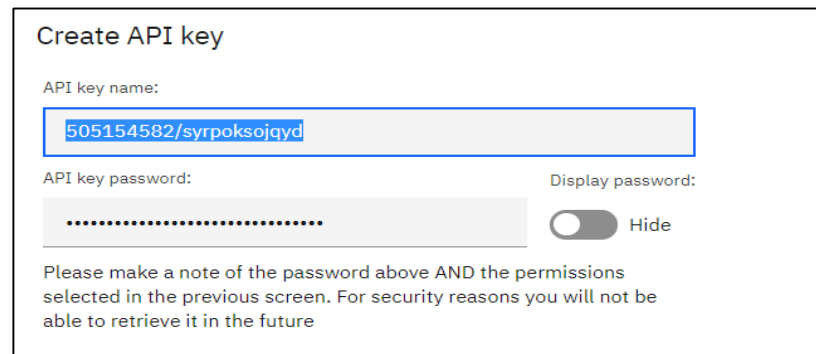 Create API key
API key name:
505154582/syrpoksojqyd
API key password:
Display password:
••••••••••••••••••••••••••••••••
Hide
Please make a note of the password above AND the permissions
selected in the previous screen. For security reasons you will not be
able to retrieve it in the future